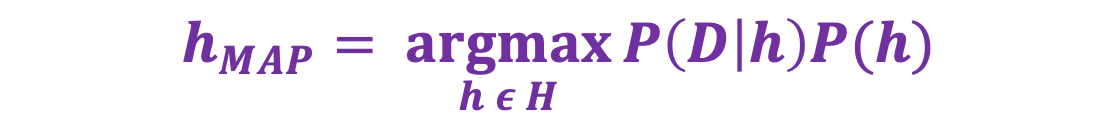 h_MAP = argmax P(D|h)P(h)
h ϵ H